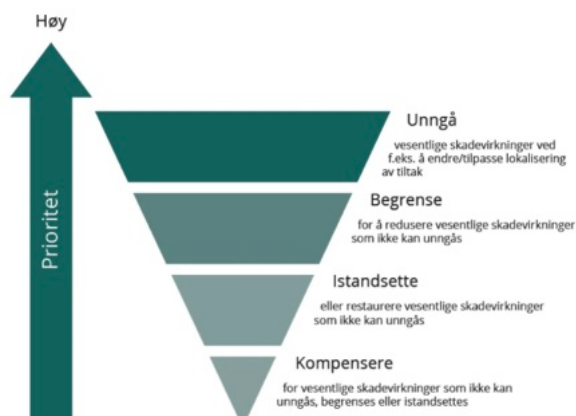 Høy
Prioritet
Unngå
vesentlige skadevirkninger ved
f.eks. å endre/tilpasse lokalisering
av tiltak
Begrense
for å redusere vesentlige skadevirkninger
som ikke kan unngås
Istandsette
eller restaurere vesentlige skadevirkninger
som ikke kan unngås
Kompensere
for vesentlige skadevirkninger som ikke kan
unngås, begrenses eller istandsettes